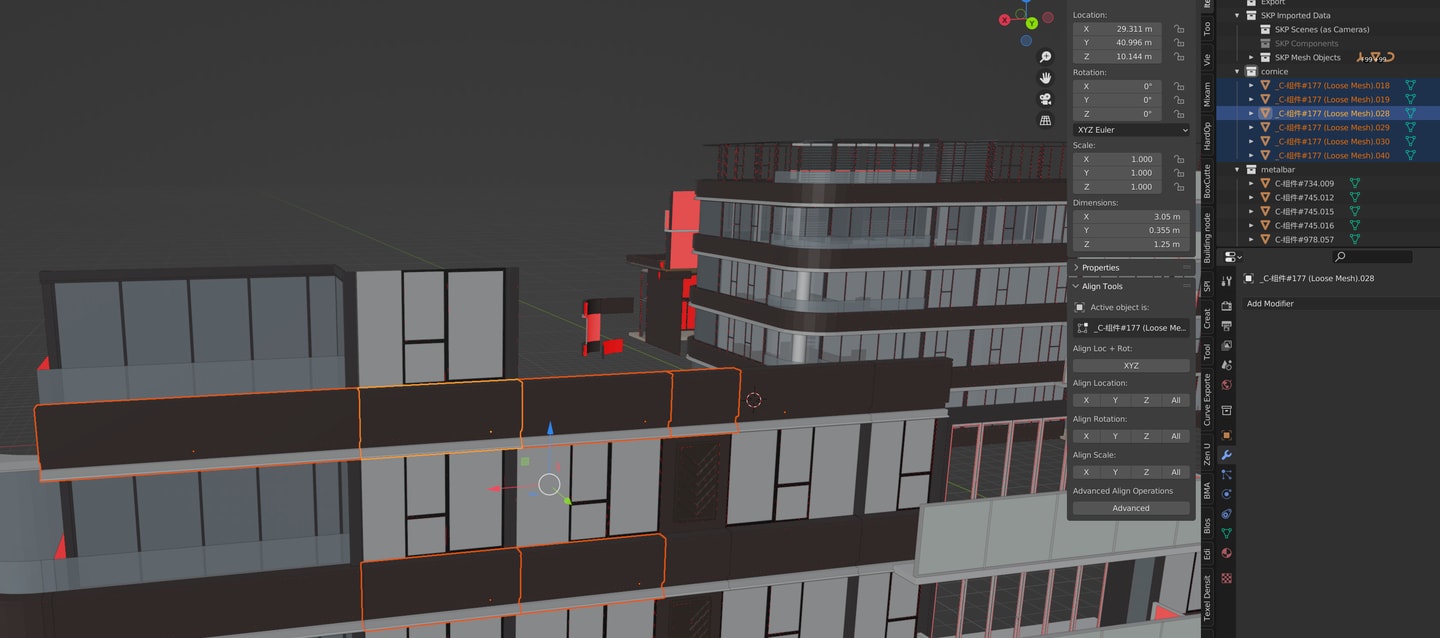 X
Y
Location:
X 29.311 m
Y 40.996 m
Z 10.144 m
Rotation:
X 0°
Y 0°
Z 0°
XYZ Euler
Scale:
X 1.000
Y 1.000
Z 1.000
Dimensions:
X 3.05 m
Y 0.355 m
Z 1.25 m
Properties
Align Tools
Active object is:
_C-组件#177 (Loose Me...
Align Loc + Rot:
XYZ
Align Location:
X Y Z All
Align Rotation:
X Y Z All
Align Scale:
X Y Z All
Advanced Align Operations
Advanced
Too
Vie
Mixam
HardOp
BoxCutte
Building node
SPI
Creat
Tool
Curve Exporte
Zen U
BMA
Blos
Edi
Texel Densit
Export
SKP Imported Data
SKP Scenes (as Cameras)
SKP Components
SKP Mesh Objects
cornice
_C-组件#177 (Loose Mesh).018
_C-组件#177 (Loose Mesh).019
_C-组件#177 (Loose Mesh).028
_C-组件#177 (Loose Mesh).029
_C-组件#177 (Loose Mesh).030
_C-组件#177 (Loose Mesh).040
metalbar
C-组件#734.009
C-组件#745.012
C-组件#745.015
C-组件#745.016
C-组件#978.057
_C-组件#177 (Loose Mesh).028
Add Modifier